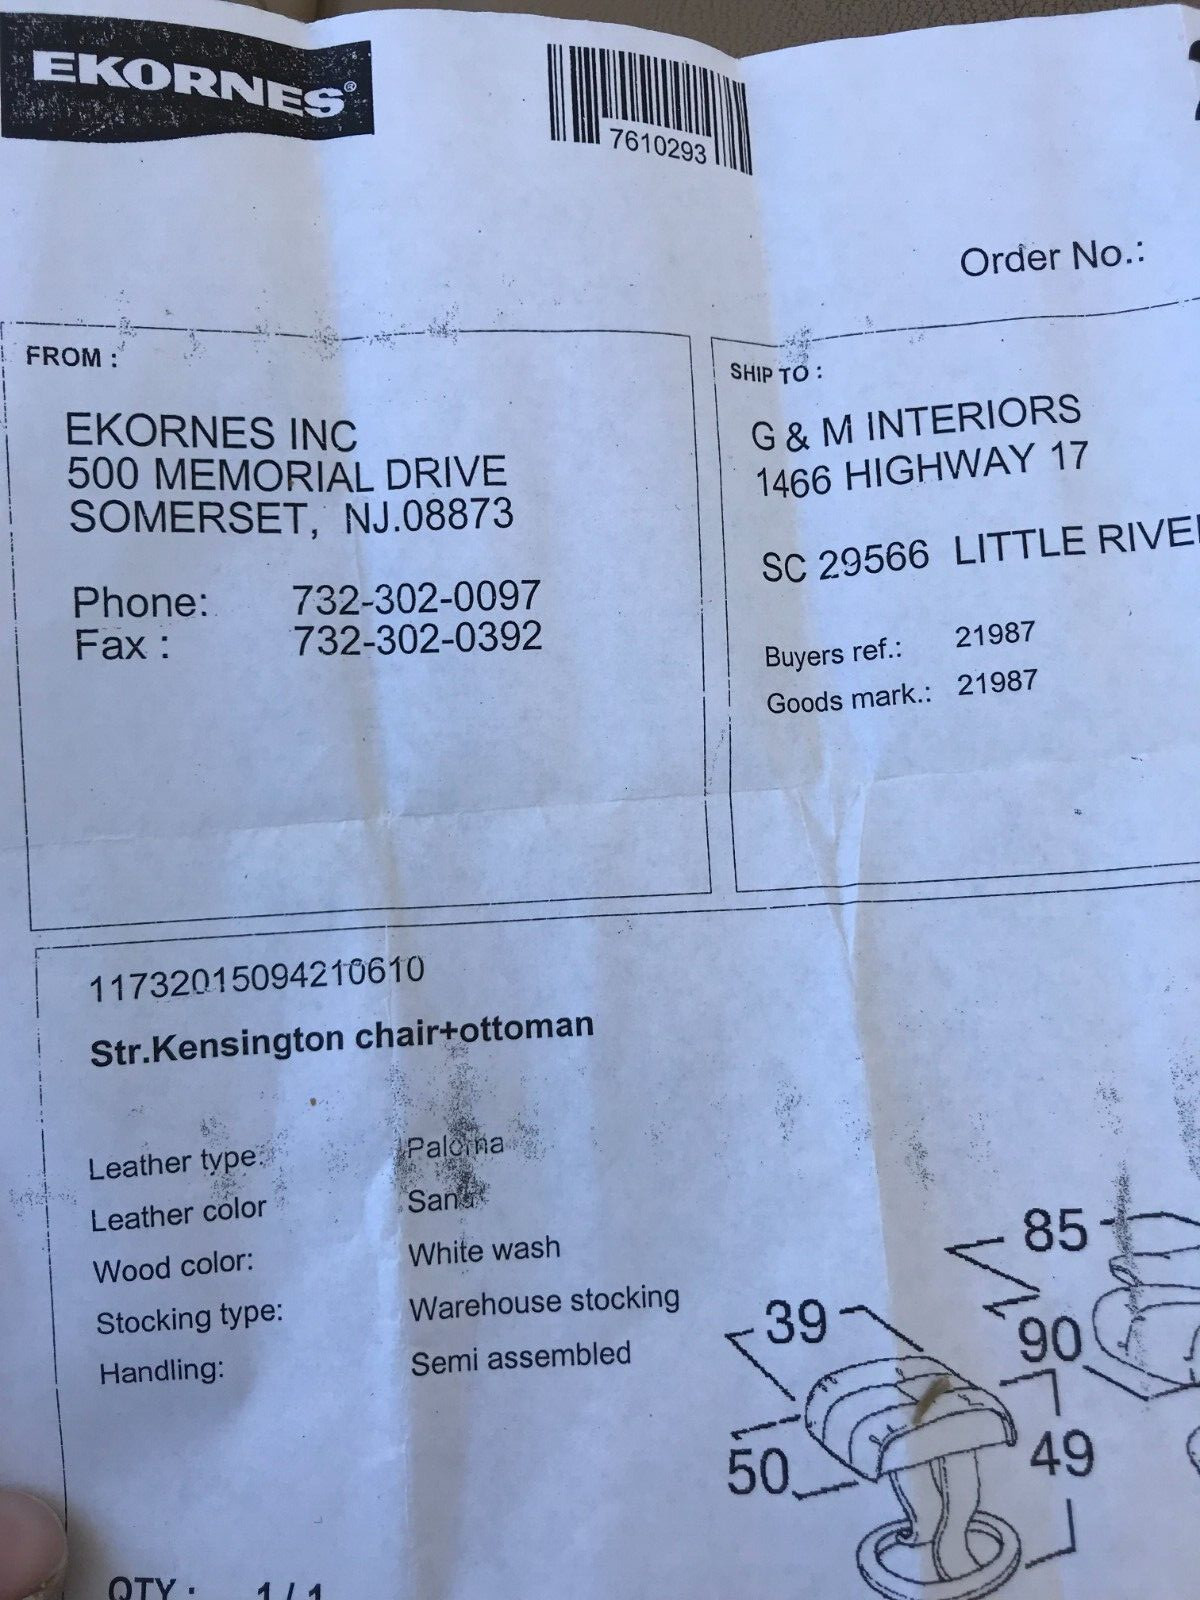 EKORNES®
7610293
Order No.:
FROM :
EKORNES INC
500 MEMORIAL DRIVE
SOMERSET, NJ.08873
Phone: 732-302-0097
Fax : 732-302-0392
SHIP TO :
G & M INTERIORS
1466 HIGHWAY 17
SC 29566 LITTLE RIVE
Buyers ref.: 21987
Goods mark.: 21987
11732015094210610
Str.Kensington chair+ottoman
Leather type: Paloma
Leather color Sand
Wood color: White wash
Stocking type: Warehouse stocking
Handling: Semi assembled
85
39
90
50
49
QTY : 1 / 1